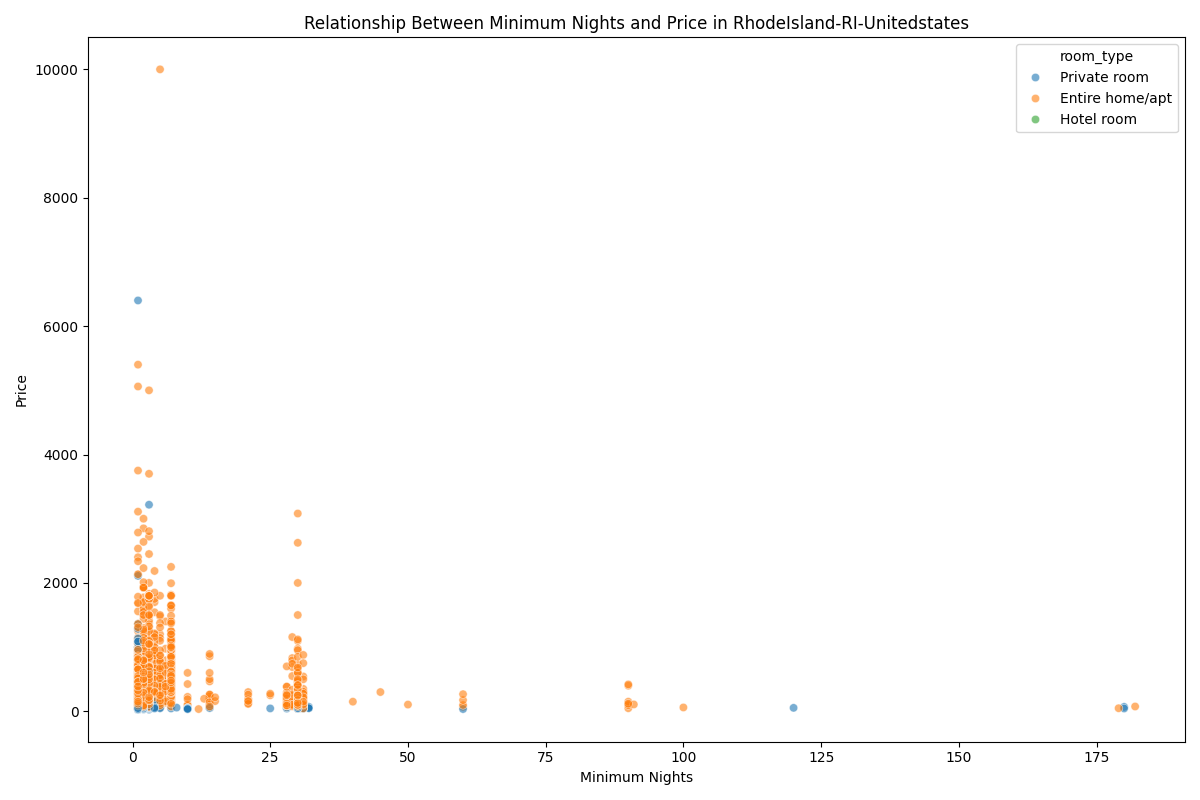 Relationship Between Minimum Nights and Price in RhodeIsland-RI-Unitedstates
room_type
Private room
Entire home/apt
Hotel room
Price
10000
8000
6000
4000
2000
0
0 25 50 75 100 125 150 175
Minimum Nights